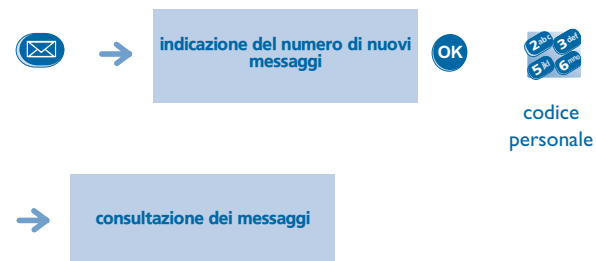 indicazione del numero di nuovi
messaggi
OK
2abc 3def
5jkl 6mno
codice
personale
consultazione dei messaggi